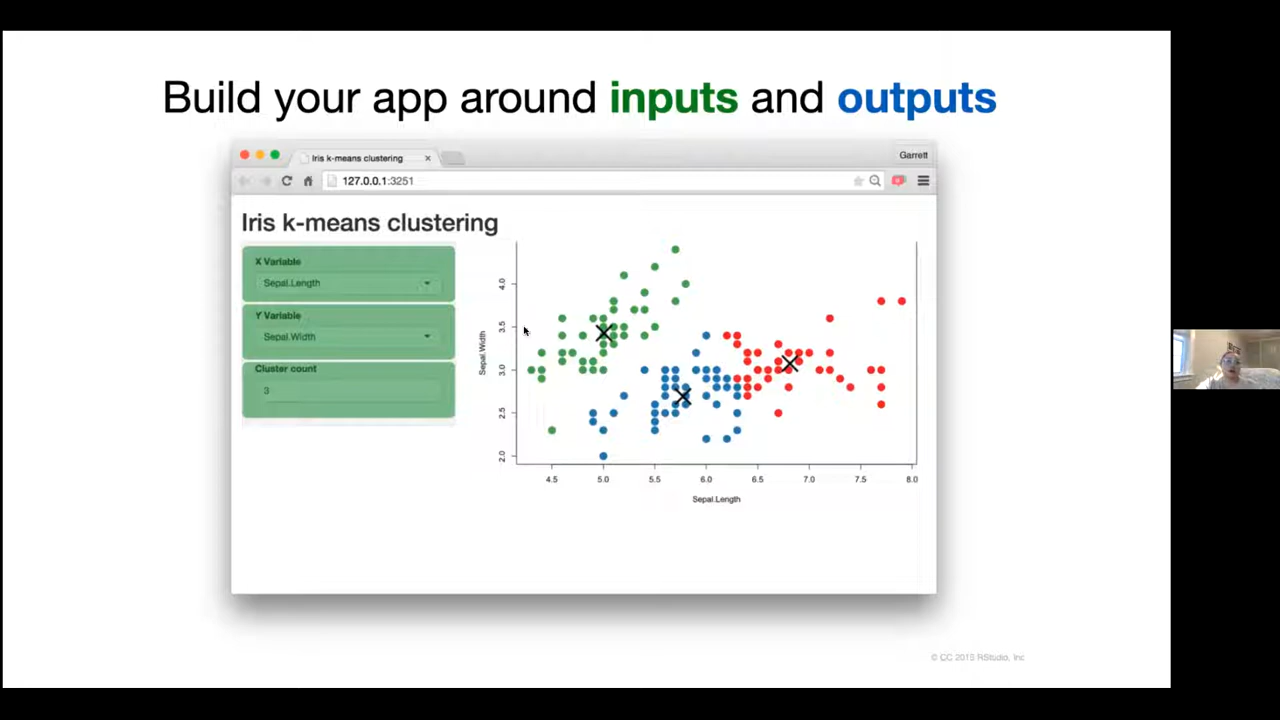 Build your app around inputs and outputs
Iris k-means clustering
Garrett
127.0.0.1:3251
Iris k-means clustering
X Variable
Sepal.Length
Y Variable
Sepal.Width
Cluster count
3
Sepal.Width
4.0
3.5
3.0
2.5
2.0
4.5 5.0 5.5 6.0 6.5 7.0 7.5 8.0
Sepal.Length
© CC 2015 RStudio, Inc